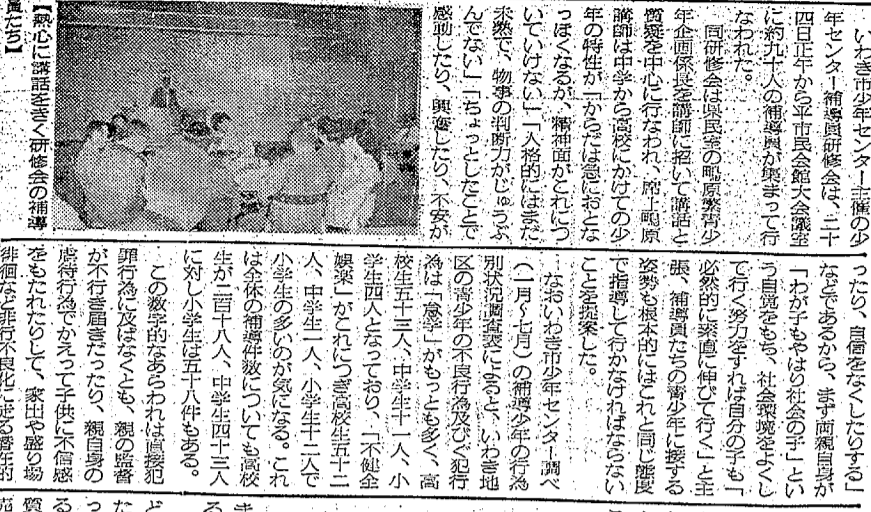 いわき市少年センター主催の少
年センター補導員研修会は、二十
四日正午から平市民会館大会議室
に約九十人の補導員が集まって行
なわれた。
同研修会は県民室の鴫原繁青少
年企画係長を講師に招いて講話と
質疑を中心に行なわれ、席上鴫原
講師は中学から高校にかけての少
年の特性が「からだは急におとな
っぽくなるが、精神面がこれにつ
いていけない」「人格的にはまだ
未熟で、物事の判断力がじゅうぶ
んでない」「ちょっとしたことで
感動したり、興奮したり、不安が
【熱心に講話をきく研修会の補導
員たち】
ったり、自信をなくしたりする」
などであるから、まず両親自身が
「わが子もやはり社会の子」とい
う自覚をもち、社会環境をよくし
て行く努力をすれば自分の子も「
必然的に素直に伸びて行く」と主
張、補導員たちの青少年に接する
姿勢も根本的にはこれと同じ態度
で指導して行かなければならない
ことを提案した。
なおいわき市少年センター調べ
（一月～七月）の補導少年の行為
別状況調査表によると、いわき地
区の青少年の不良行為及びぐ犯行
為は「怠学」がもっとも多く、高
校生五十三人、中学生十一人、小
学生四人となっており、「不健全
娯楽」がこれにつぎ高校生五十二
人、中学生一人、小学生十二人で
小学生の多いのが気になる。これ
は全体の補導件数についても高校
生が二百十八人、中学生四十三人
に対し小学生は五十八件もある。
この数字的なあらわれは直接犯
罪行為に及ばなくとも、親の監督
が不行き届きだったり、親自身の
虐待行為でかえって子供に不信感
をもたれたりして、家出や盛り場
徘徊など非行不良化に走る潜在的